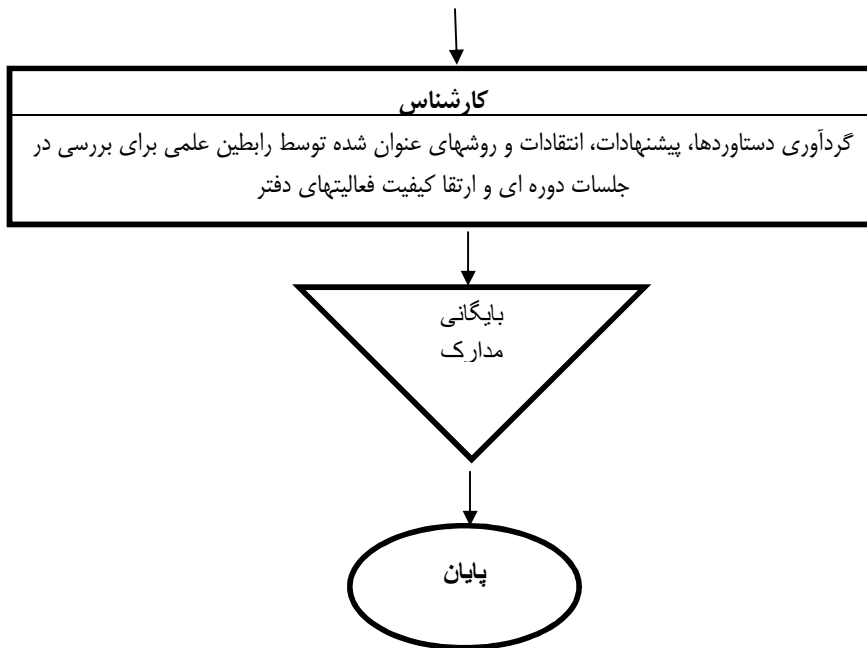 کارشناس
گردآوری دستاوردها، پیشنهادات، انتقادات و روشهای عنوان شده توسط رابطین علمی برای بررسی در
جلسات دوره ای و ارتقا کیفیت فعالیتهای دفتر
بایگانی
مدارک
پایان